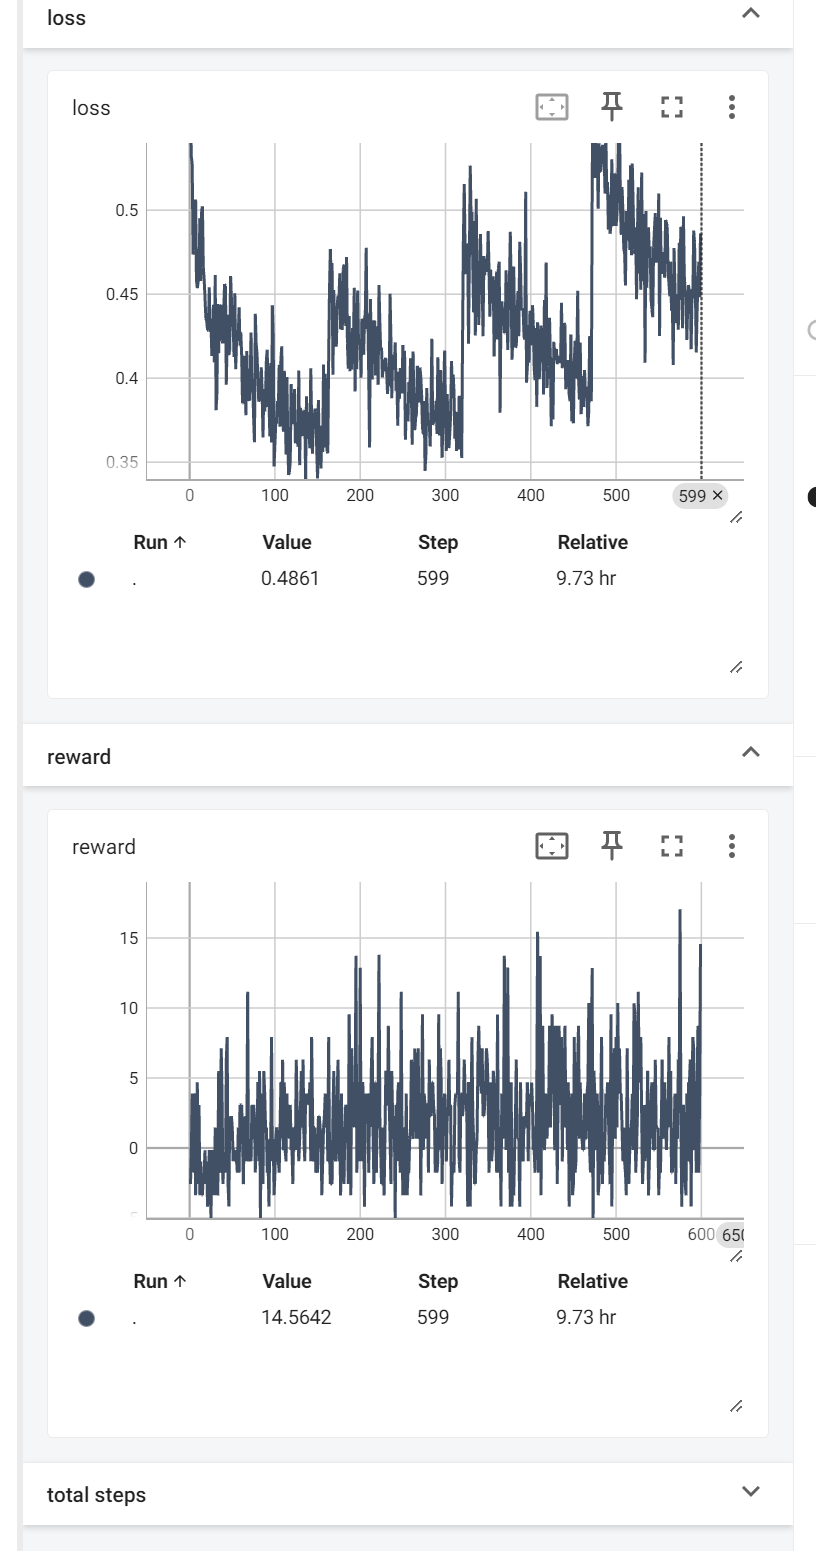 loss
loss
0.5
0.45
0.4
0.35
0 100 200 300 400 500 599 ✕
Run ↑ Value Step Relative
. 0.4861 599 9.73 hr
reward
reward
15
10
5
0
0 100 200 300 400 500 600 650
Run ↑ Value Step Relative
. 14.5642 599 9.73 hr
total steps